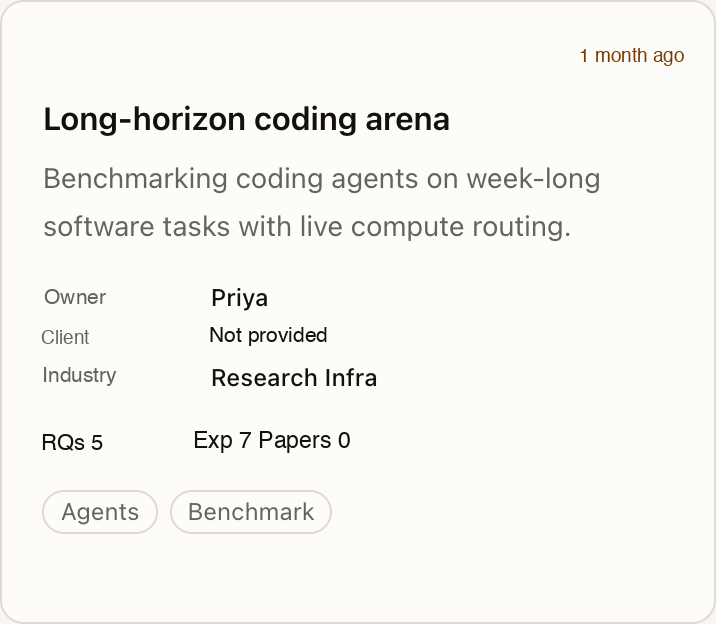 1 month ago
Long-horizon coding arena
Benchmarking coding agents on week-long
software tasks with live compute routing.
Owner Priya
Client Not provided
Industry Research Infra
RQs 5 Exp 7 Papers 0
Agents Benchmark